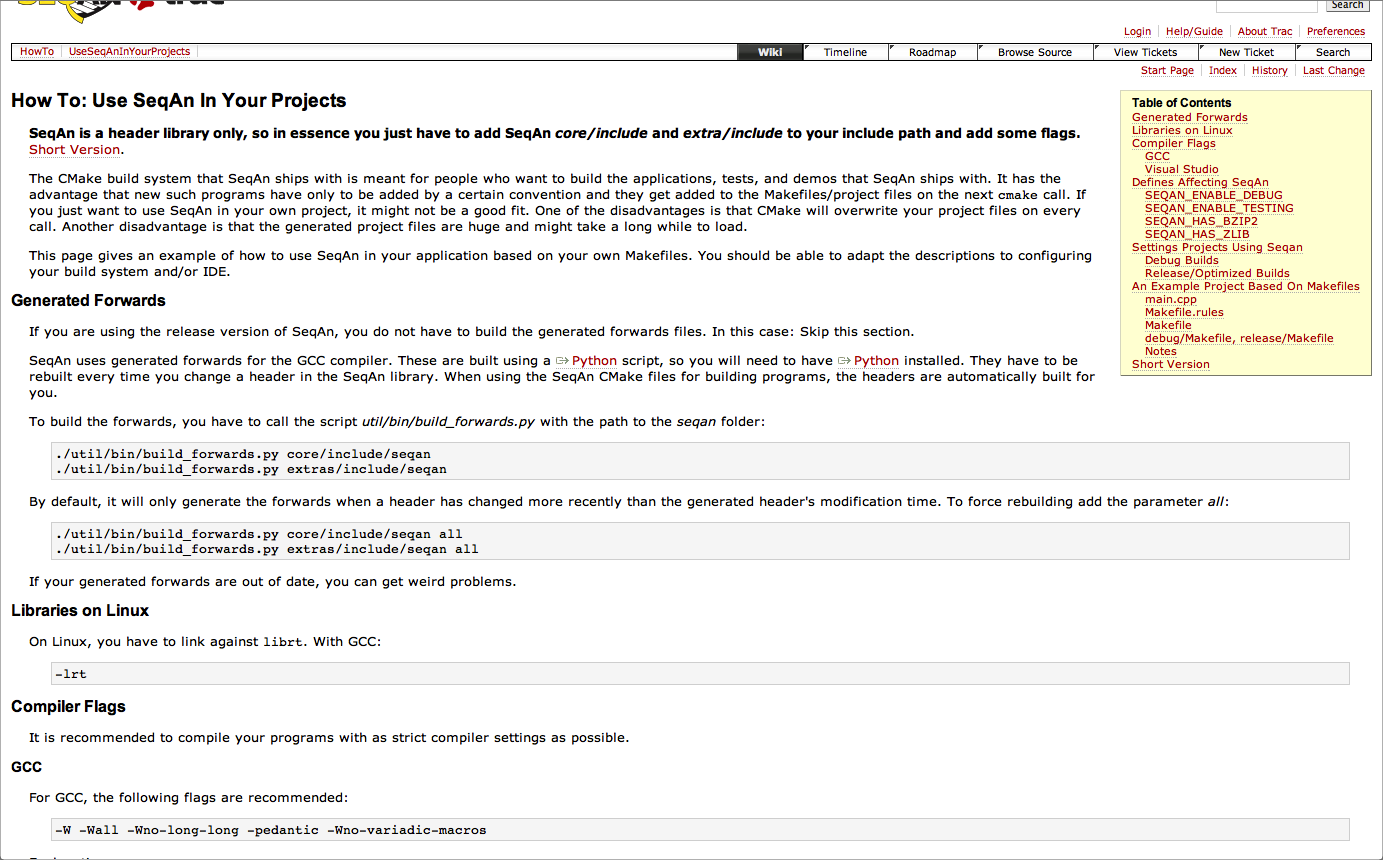 Search
Login Help/Guide About Trac Preferences
HowTo UseSeqAnInYourProjects Wiki Timeline Roadmap Browse Source View Tickets New Ticket Search
Start Page Index History Last Change
How To: Use SeqAn In Your Projects
SeqAn is a header library only, so in essence you just have to add SeqAn core/include and extra/include to your include path and add some flags.
Short Version.
The CMake build system that SeqAn ships with is meant for people who want to build the applications, tests, and demos that SeqAn ships with. It has the
advantage that new such programs have only to be added by a certain convention and they get added to the Makefiles/project files on the next cmake call. If
you just want to use SeqAn in your own project, it might not be a good fit. One of the disadvantages is that CMake will overwrite your project files on every
call. Another disadvantage is that the generated project files are huge and might take a long while to load.
This page gives an example of how to use SeqAn in your application based on your own Makefiles. You should be able to adapt the descriptions to configuring
your build system and/or IDE.
Table of Contents
Generated Forwards
Libraries on Linux
Compiler Flags
GCC
Visual Studio
Defines Affecting SeqAn
SEQAN_ENABLE_DEBUG
SEQAN_ENABLE_TESTING
SEQAN_HAS_BZIP2
SEQAN_HAS_ZLIB
Settings Projects Using Seqan
Debug Builds
Release/Optimized Builds
An Example Project Based On Makefiles
main.cpp
Makefile.rules
Makefile
debug/Makefile, release/Makefile
Notes
Short Version
Generated Forwards
If you are using the release version of SeqAn, you do not have to build the generated forwards files. In this case: Skip this section.
SeqAn uses generated forwards for the GCC compiler. These are built using a Python script, so you will need to have Python installed. They have to be
rebuilt every time you change a header in the SeqAn library. When using the SeqAn CMake files for building programs, the headers are automatically built for
you.
To build the forwards, you have to call the script util/bin/build_forwards.py with the path to the seqan folder:
./util/bin/build_forwards.py core/include/seqan
./util/bin/build_forwards.py extras/include/seqan
By default, it will only generate the forwards when a header has changed more recently than the generated header's modification time. To force rebuilding add the parameter all:
./util/bin/build_forwards.py core/include/seqan all
./util/bin/build_forwards.py extras/include/seqan all
If your generated forwards are out of date, you can get weird problems.
Libraries on Linux
On Linux, you have to link against librt. With GCC:
-lrt
Compiler Flags
It is recommended to compile your programs with as strict compiler settings as possible.
GCC
For GCC, the following flags are recommended:
-W -Wall -Wno-long-long -pedantic -Wno-variadic-macros